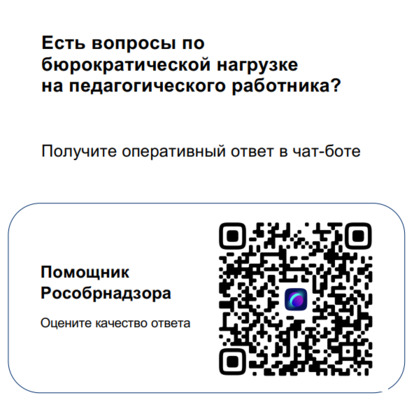 Есть вопросы по
бюрократической нагрузке
на педагогического работника?
Получите оперативный ответ в чат-боте
Помощник
Рособрнадзора
Оцените качество ответа